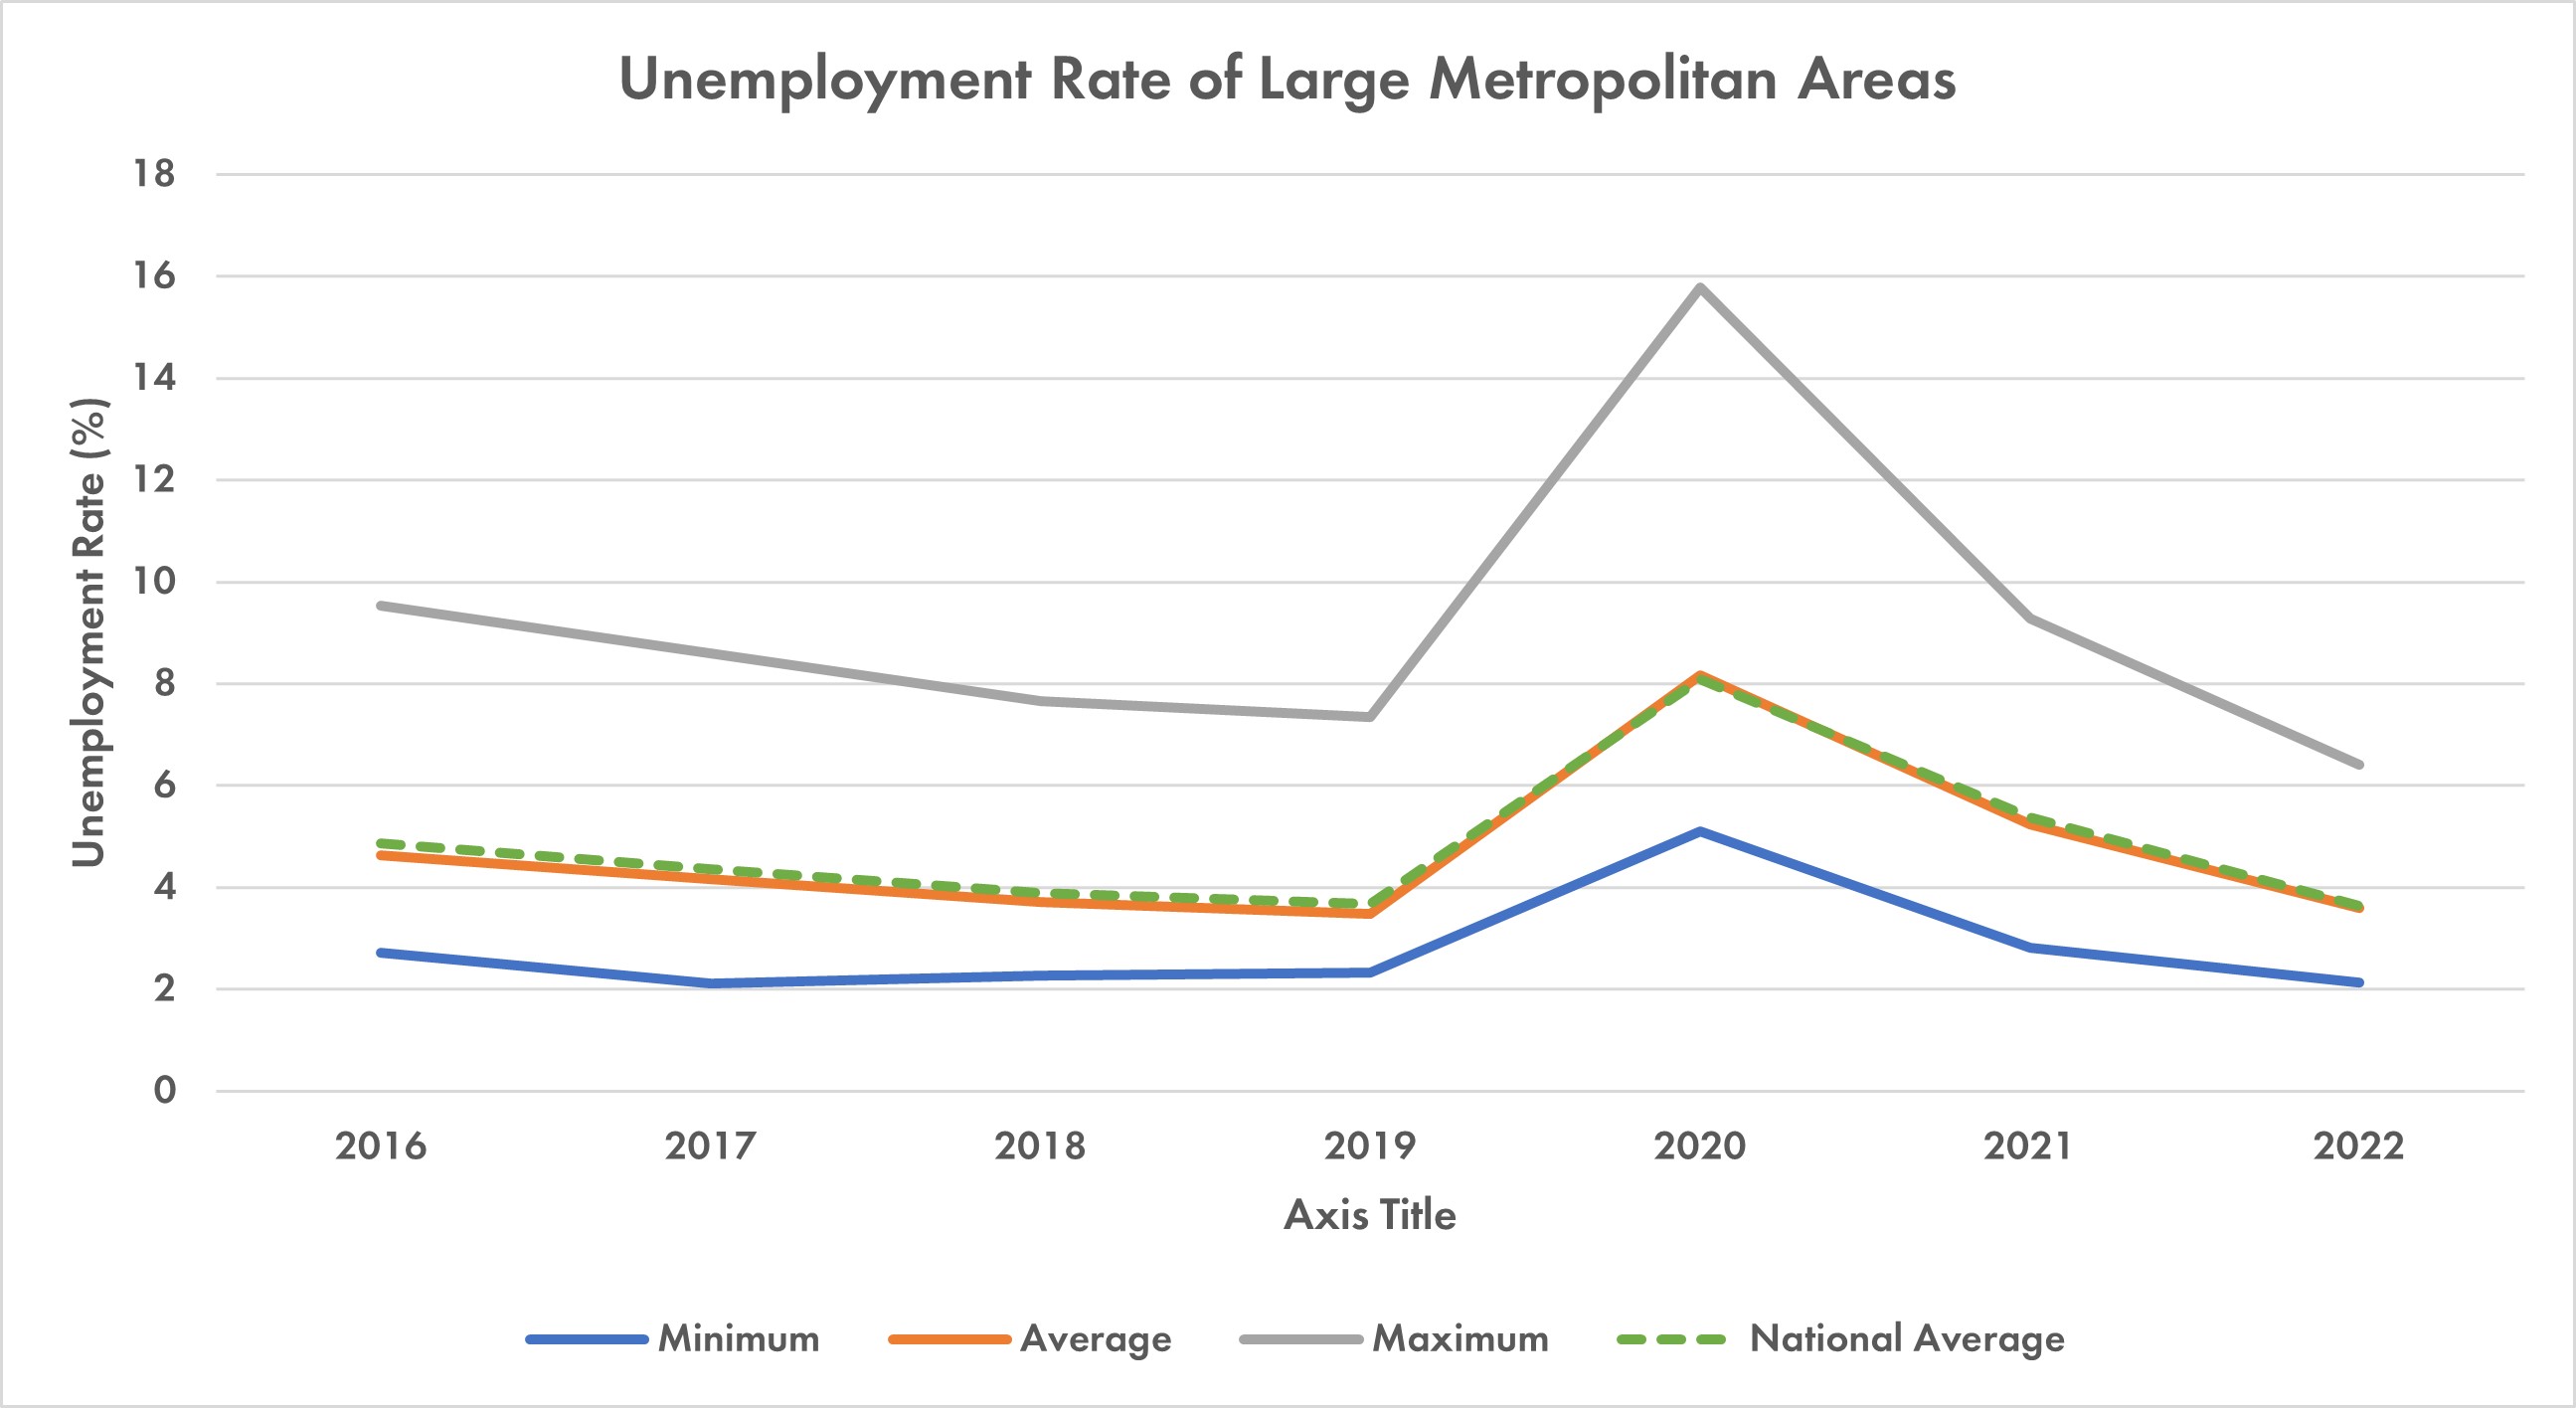 Unemployment Rate of Large Metropolitan Areas
18
16
14
12
10
8
6
4
2
0
Unemployment Rate (%)
2016 2017 2018 2019 2020 2021 2022
Axis Title
Minimum Average Maximum National Average